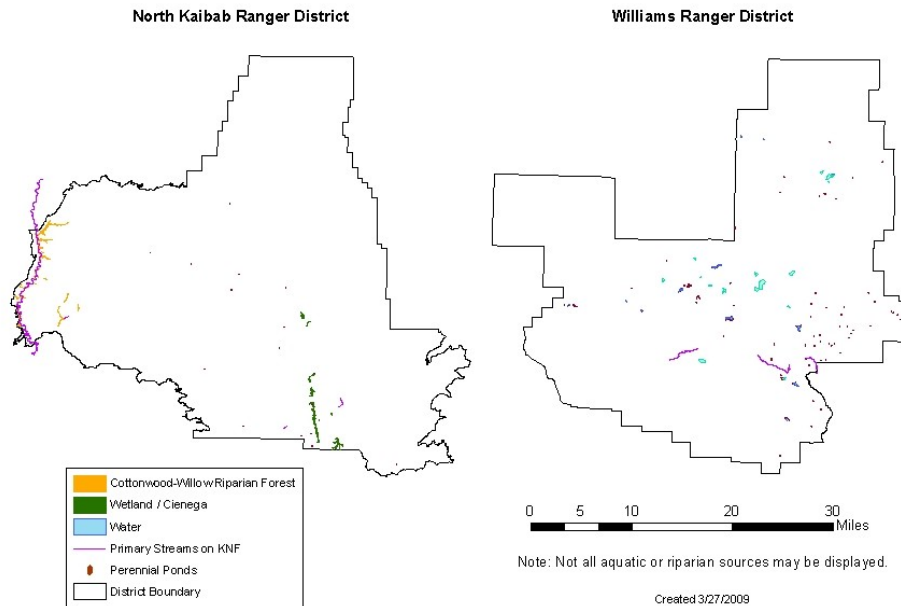 North Kaibab Ranger District
Williams Ranger District
Cottonwood-Willow Riparian Forest
Wetland / Cienega
Water
Primary Streams on KNF
Perennial Ponds
District Boundary
0 5 10 20 30
Miles
Note: Not all aquatic or riparian sources may be displayed.
Created 3/27/2009